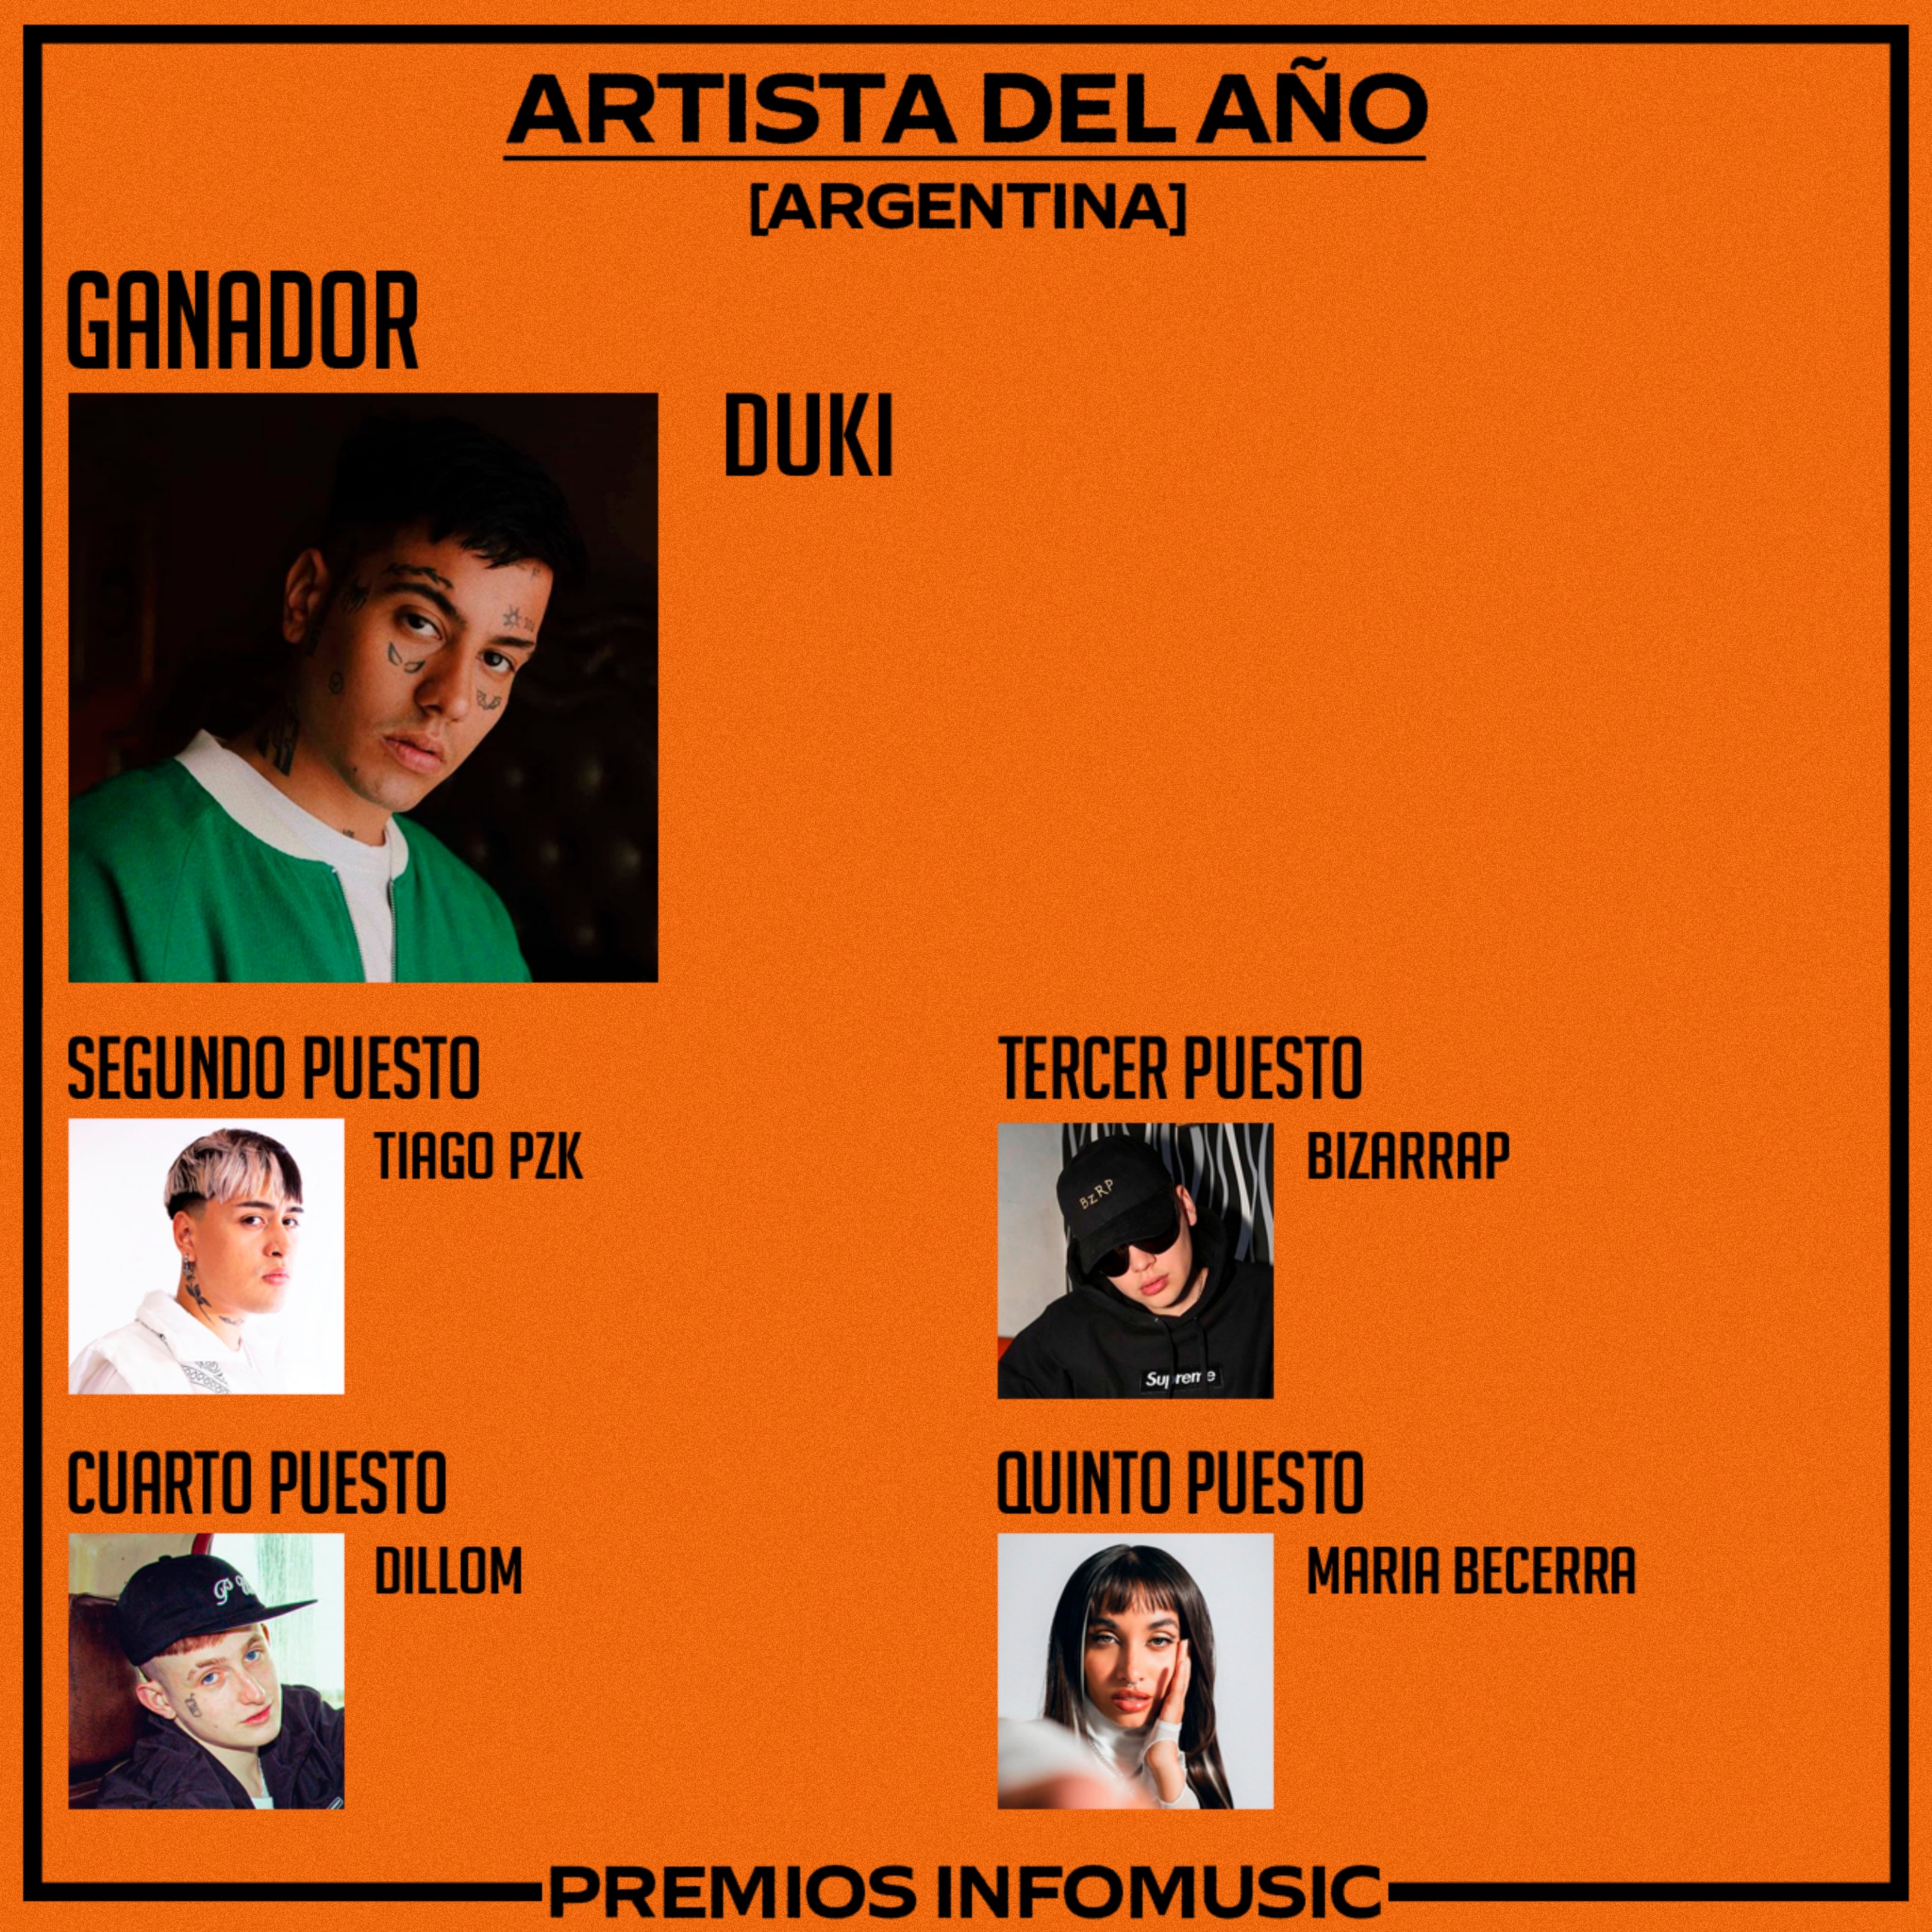 ARTISTA DEL AÑO
[ARGENTINA]
GANADOR
DUKI
SEGUNDO PUESTO
TIAGO PZK
TERCER PUESTO
BIZARRAP
BzRP
Supreme
CUARTO PUESTO
DILLOM
QUINTO PUESTO
MARIA BECERRA
PREMIOS INFOMUSIC